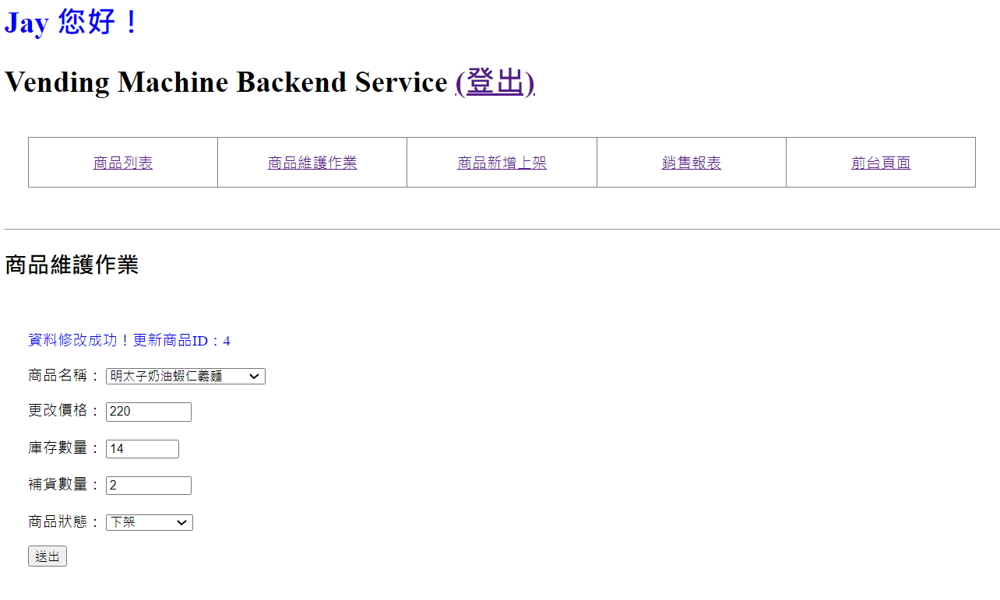 Jay 您好！
Vending Machine Backend Service (登出)
商品列表 商品維護作業 商品新增上架 銷售報表 前台頁面
商品維護作業
資料修改成功！更新商品ID：4
商品名稱： 明太子奶油蝦仁義麵
更改價格： 220
庫存數量： 14
補貨數量： 2
商品狀態： 下架
送出